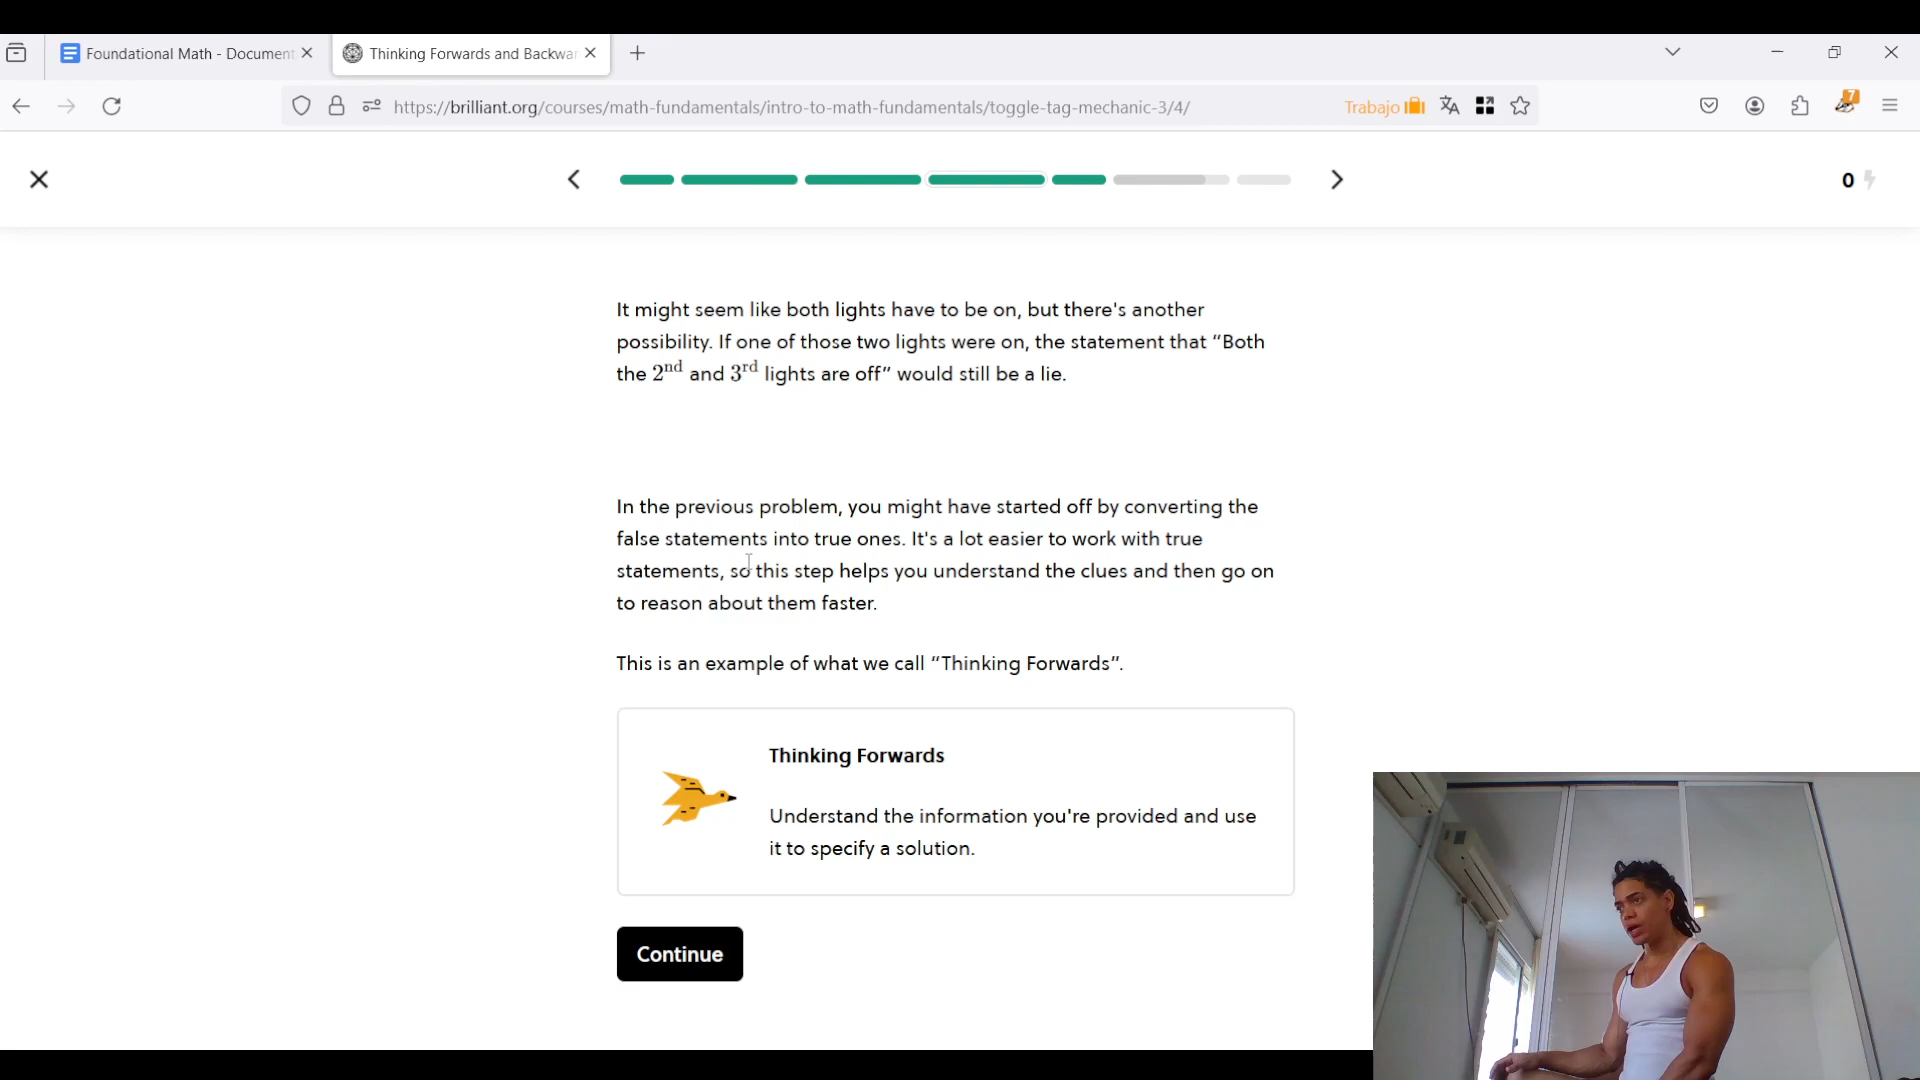 Foundational Math - Document
Thinking Forwards and Backwar
https://brilliant.org/courses/math-fundamentals/intro-to-math-fundamentals/toggle-tag-mechanic-3/4/
Trabajo
7
0
It might seem like both lights have to be on, but there's another
possibility. If one of those two lights were on, the statement that “Both
the 2nd and 3rd lights are off” would still be a lie.
In the previous problem, you might have started off by converting the
false statements into true ones. It's a lot easier to work with true
statements, so this step helps you understand the clues and then go on
to reason about them faster.
This is an example of what we call “Thinking Forwards”.
Thinking Forwards
Understand the information you're provided and use
it to specify a solution.
Continue